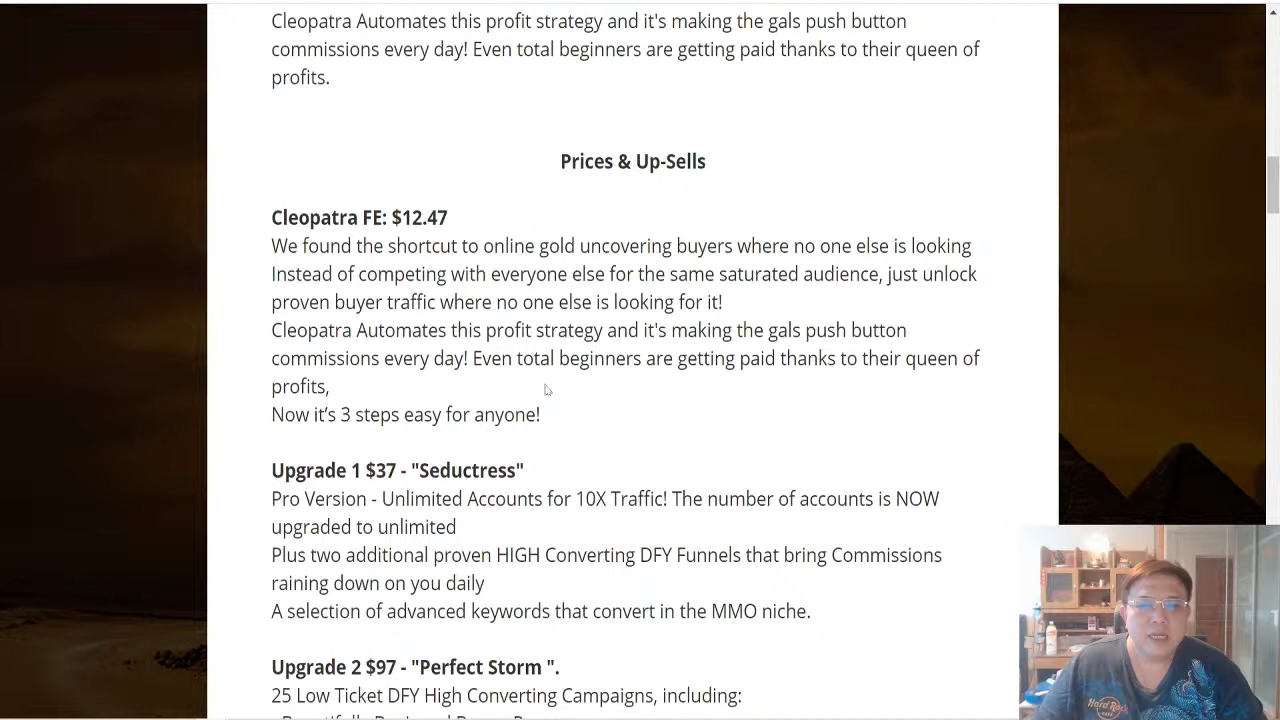 Cleopatra Automates this profit strategy and it's making the gals push button
commissions every day! Even total beginners are getting paid thanks to their queen of
profits.
Prices & Up-Sells
Cleopatra FE: $12.47
We found the shortcut to online gold uncovering buyers where no one else is looking
Instead of competing with everyone else for the same saturated audience, just unlock
proven buyer traffic where no one else is looking for it!
Cleopatra Automates this profit strategy and it's making the gals push button
commissions every day! Even total beginners are getting paid thanks to their queen of
profits,
Now it’s 3 steps easy for anyone!
Upgrade 1 $37 - "Seductress"
Pro Version - Unlimited Accounts for 10X Traffic! The number of accounts is NOW
upgraded to unlimited
Plus two additional proven HIGH Converting DFY Funnels that bring Commissions
raining down on you daily
A selection of advanced keywords that convert in the MMO niche.
Upgrade 2 $97 - "Perfect Storm ".
25 Low Ticket DFY High Converting Campaigns, including:
Hard Rock